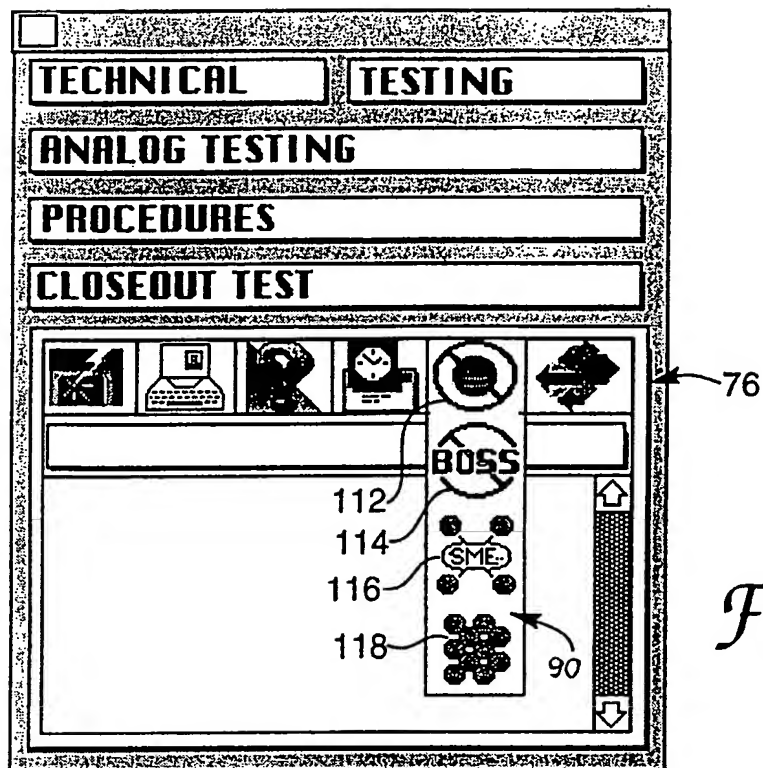 TECHNICAL TESTING
ANALOG TESTING
PROCEDURES
CLOSEOUT TEST
R
76
BOSS
112
114
SME..
116
118
90
F